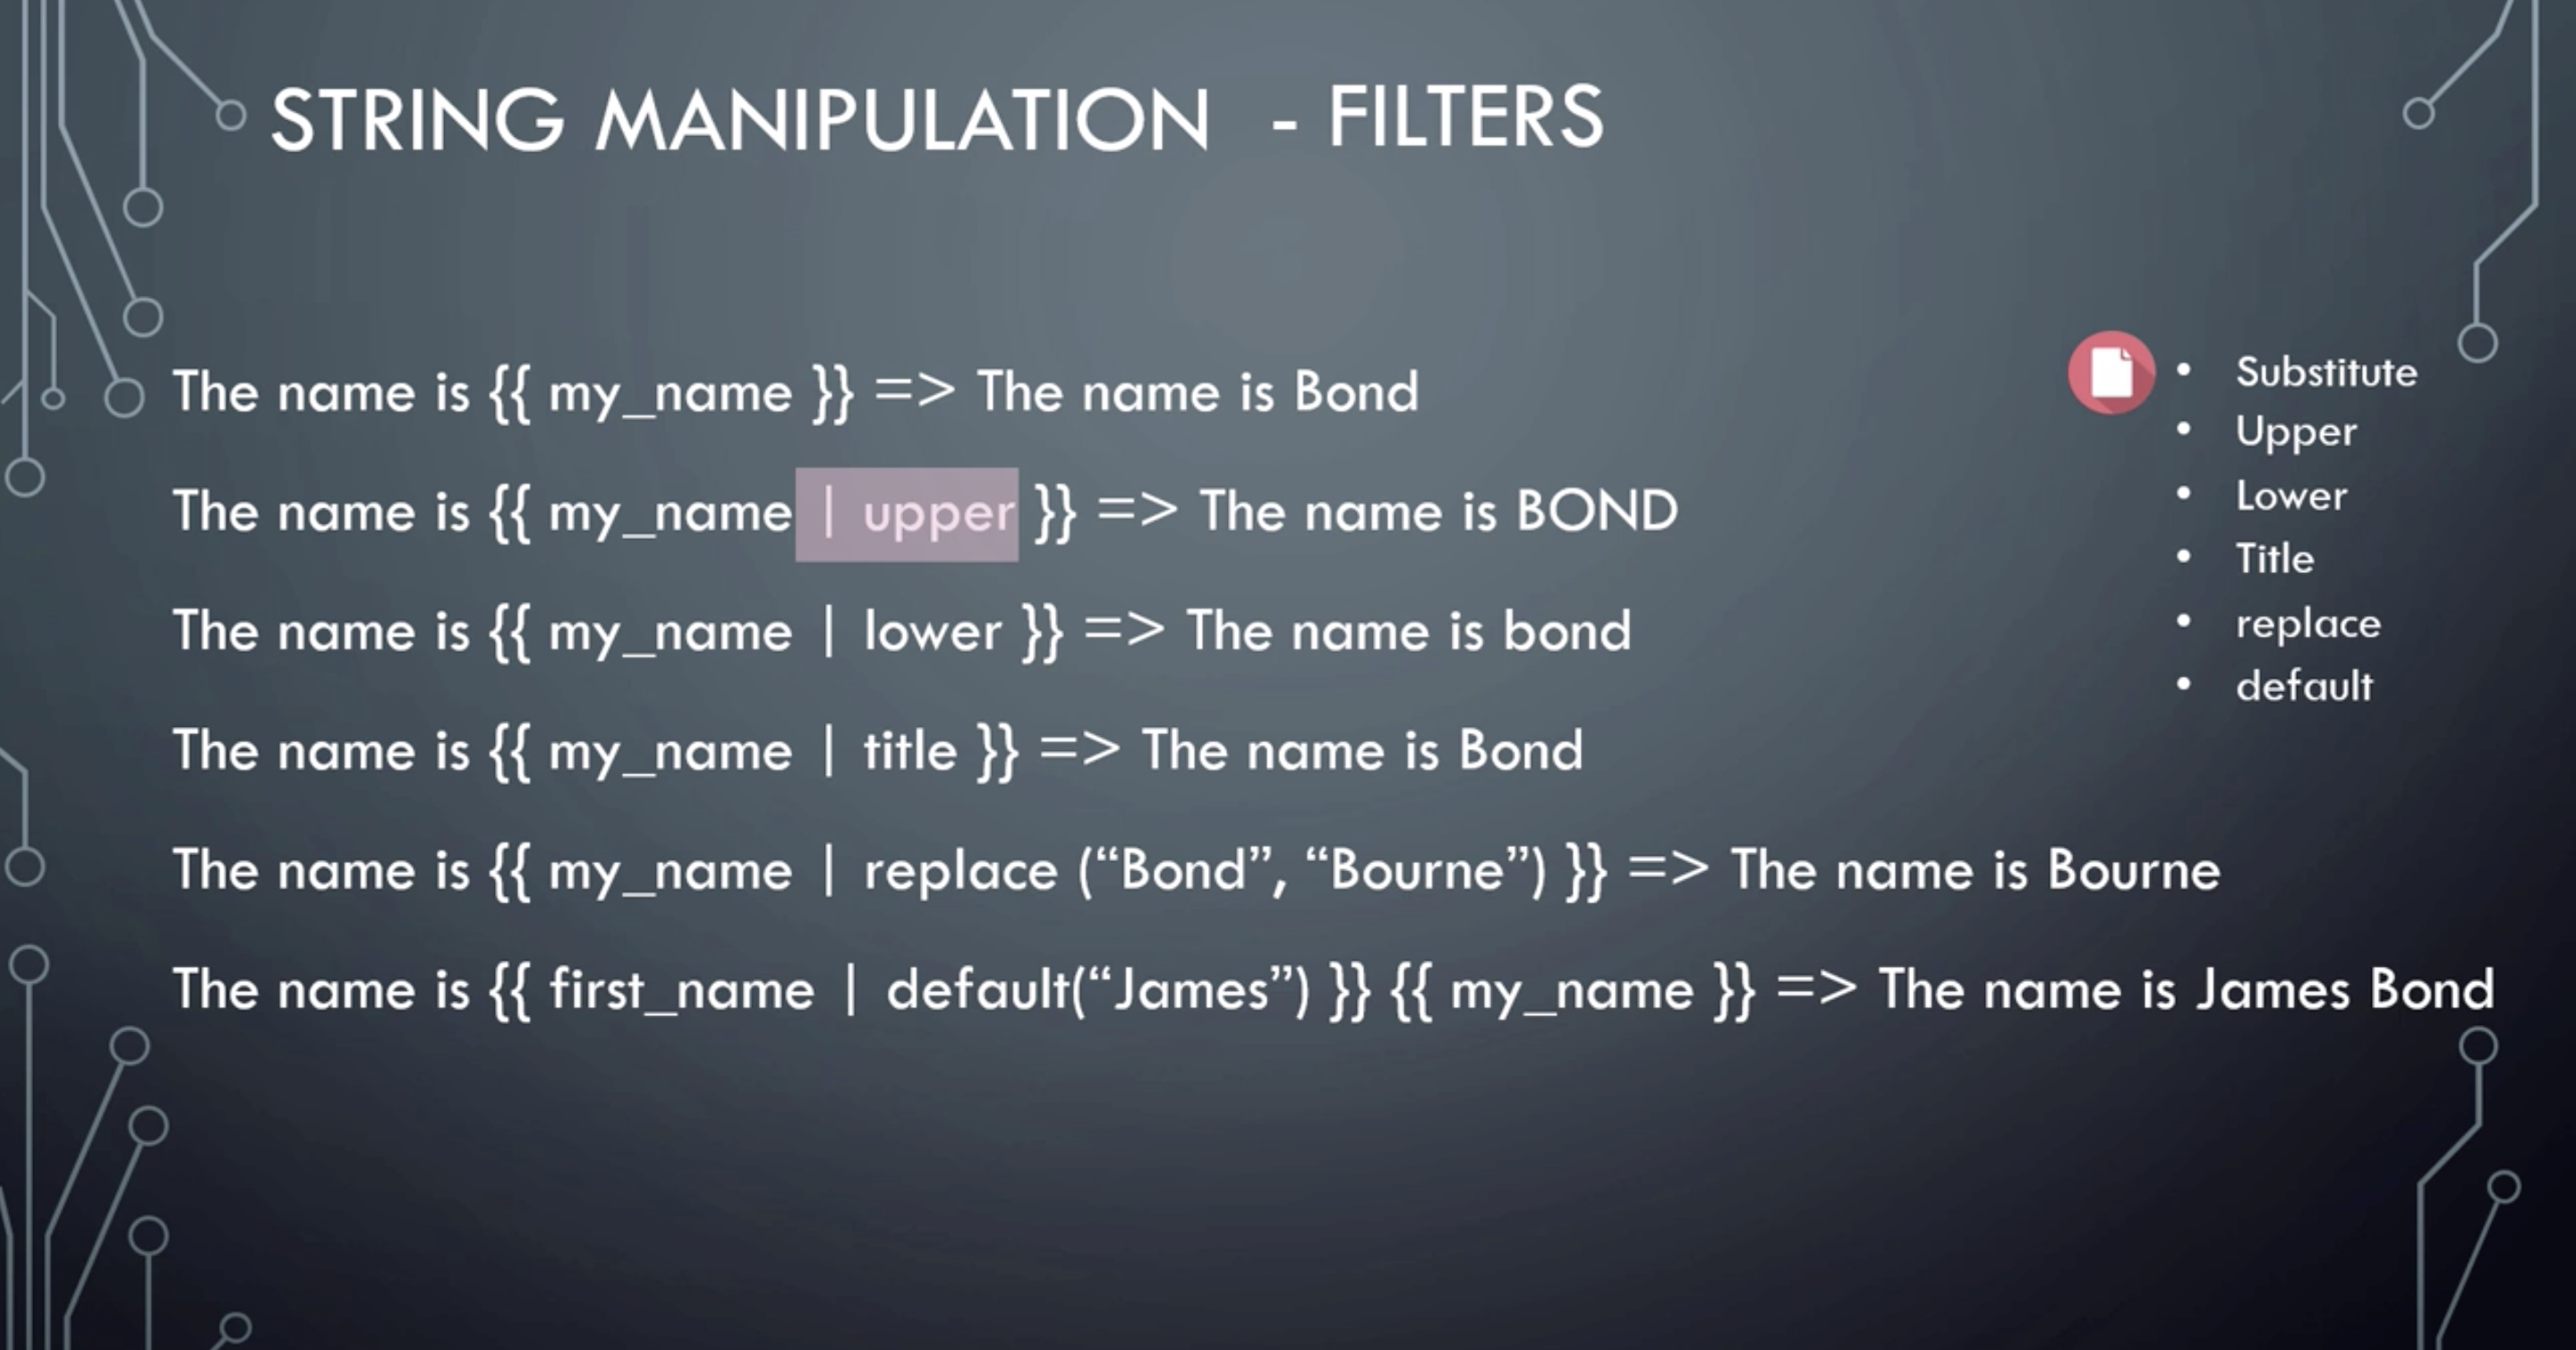 STRING MANIPULATION - FILTERS
The name is {{ my_name }} => The name is Bond
The name is {{ my_name | upper }} => The name is BOND
The name is {{ my_name | lower }} => The name is bond
The name is {{ my_name | title }} => The name is Bond
The name is {{ my_name | replace (“Bond”, “Bourne”) }} => The name is Bourne
The name is {{ first_name | default(“James”) }} {{ my_name }} => The name is James Bond
• Substitute
• Upper
• Lower
• Title
• replace
• default